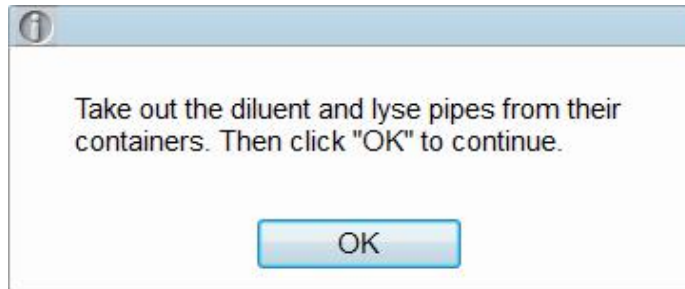 Take out the diluent and lyse pipes from their
containers. Then click "OK" to continue.
OK